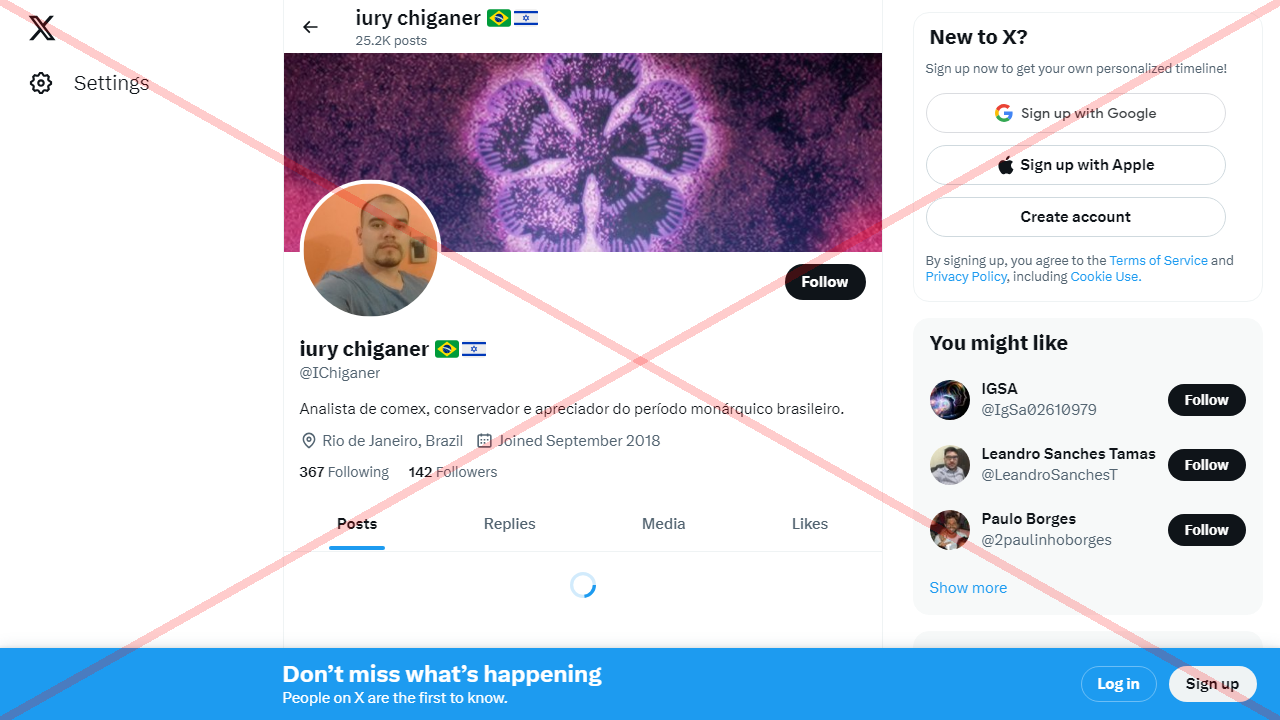 Settings
iury chiganer 🇧🇷🇮🇱
25.2K posts
Follow
iury chiganer 🇧🇷🇮🇱
@IChiganer
Analista de comex, conservador e apreciador do período monárquico brasileiro.
Rio de Janeiro, Brazil Joined September 2018
367 Following 142 Followers
Posts Replies Media Likes
New to X?
Sign up now to get your own personalized timeline!
Sign up with Google
Sign up with Apple
Create account
By signing up, you agree to the Terms of Service and
Privacy Policy, including Cookie Use.
You might like
IGSA
@IgSa02610979
Follow
Leandro Sanches Tamas
@LeandroSanchesT
Follow
Paulo Borges
@2paulinhoborges
Follow
Show more
Don’t miss what’s happening
People on X are the first to know.
Log in Sign up